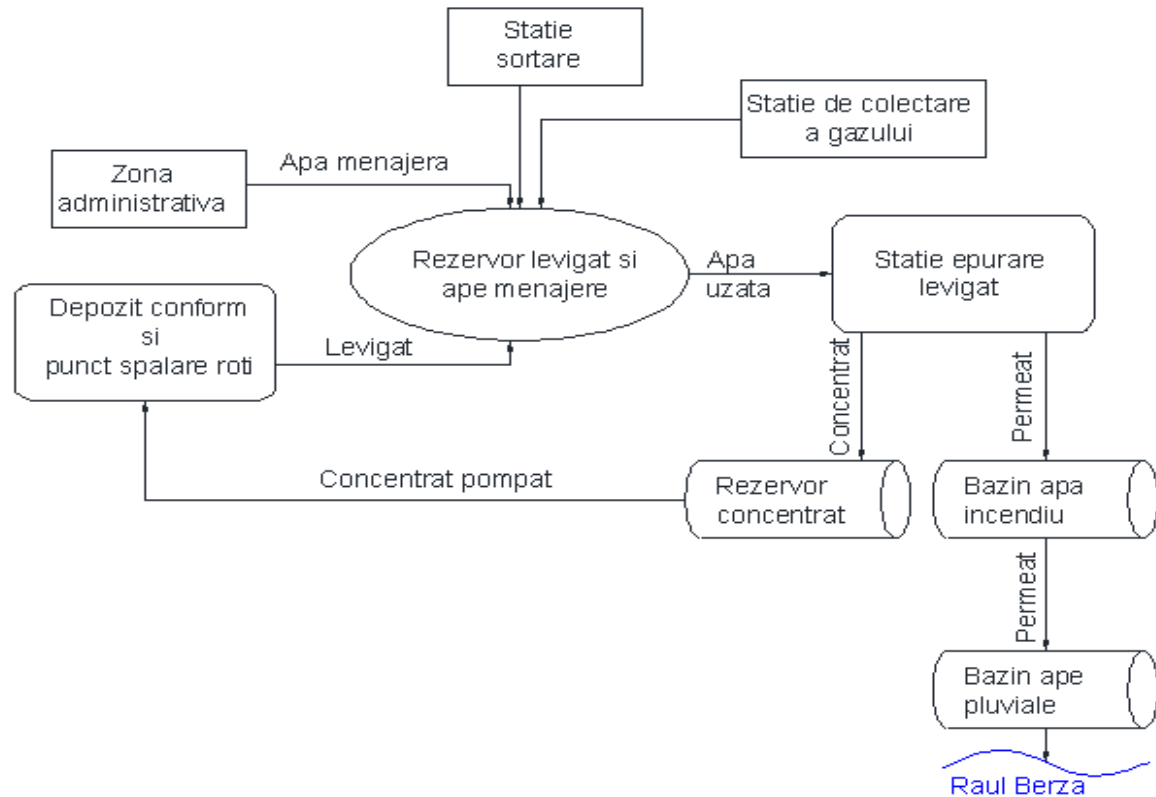 Statie
sortare
Statie de colectare
a gazului
Apa menajera
Zona
administrativa
Rezervor levigat si
ape menajere
Apa
uzata
Statie epurare
levigat
Depozit conform
si
punct spalare roti
Levigat
Concentrat
Permeat
Concentrat pompat
Rezervor
concentrat
Bazin apa
incendiu
Permeat
Bazin ape
pluviale
Raul Berza